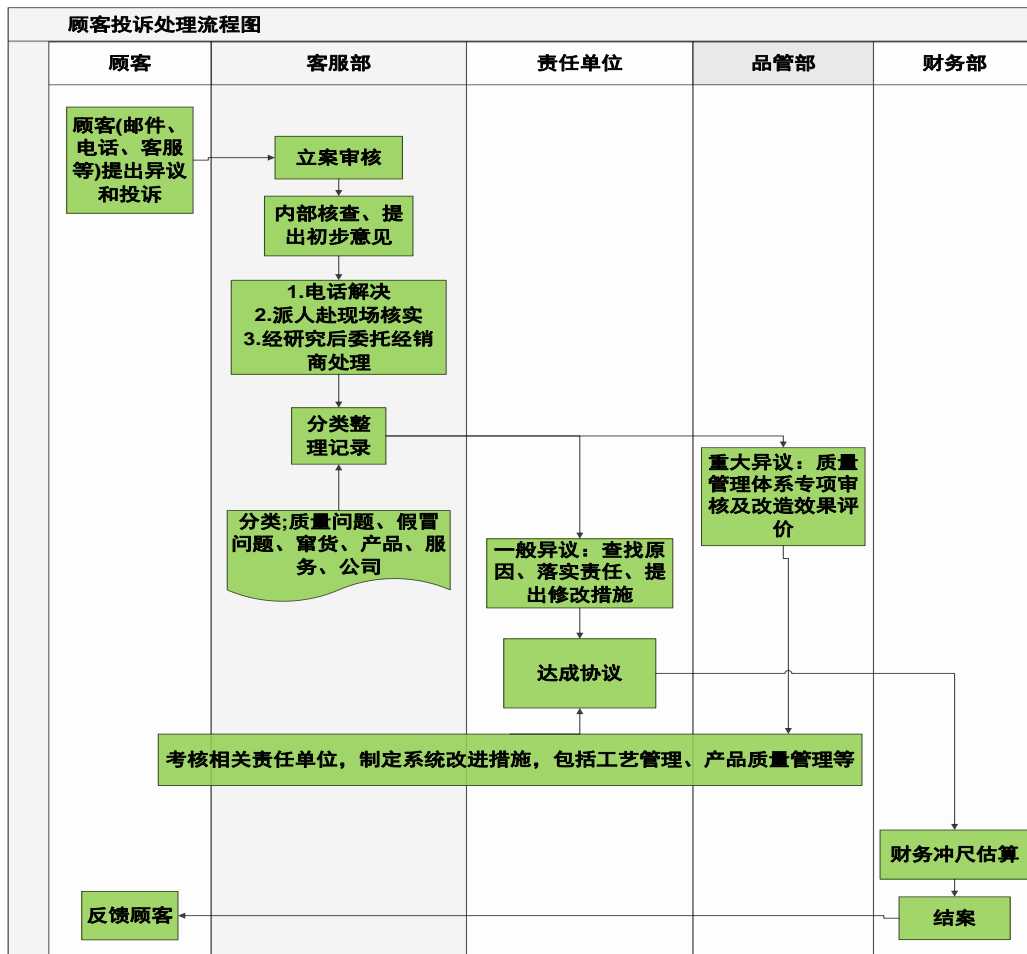 顾客投诉处理流程图
顾客
客服部
责任单位
品管部
财务部
顾客(邮件、
电话、客服
等)提出异议
和投诉
立案审核
内部核查、提
出初步意见
1.电话解决
2.派人赴现场核实
3.经研究后委托经销
商处理
分类整
理记录
分类;质量问题、假冒
问题、窜货、产品、服
务、公司
重大异议：质量
管理体系专项审
核及改造效果评
价
一般异议：查找原
因、落实责任、提
出修改措施
达成协议
考核相关责任单位，制定系统改进措施，包括工艺管理、产品质量管理等
财务冲尺估算
结案
反馈顾客